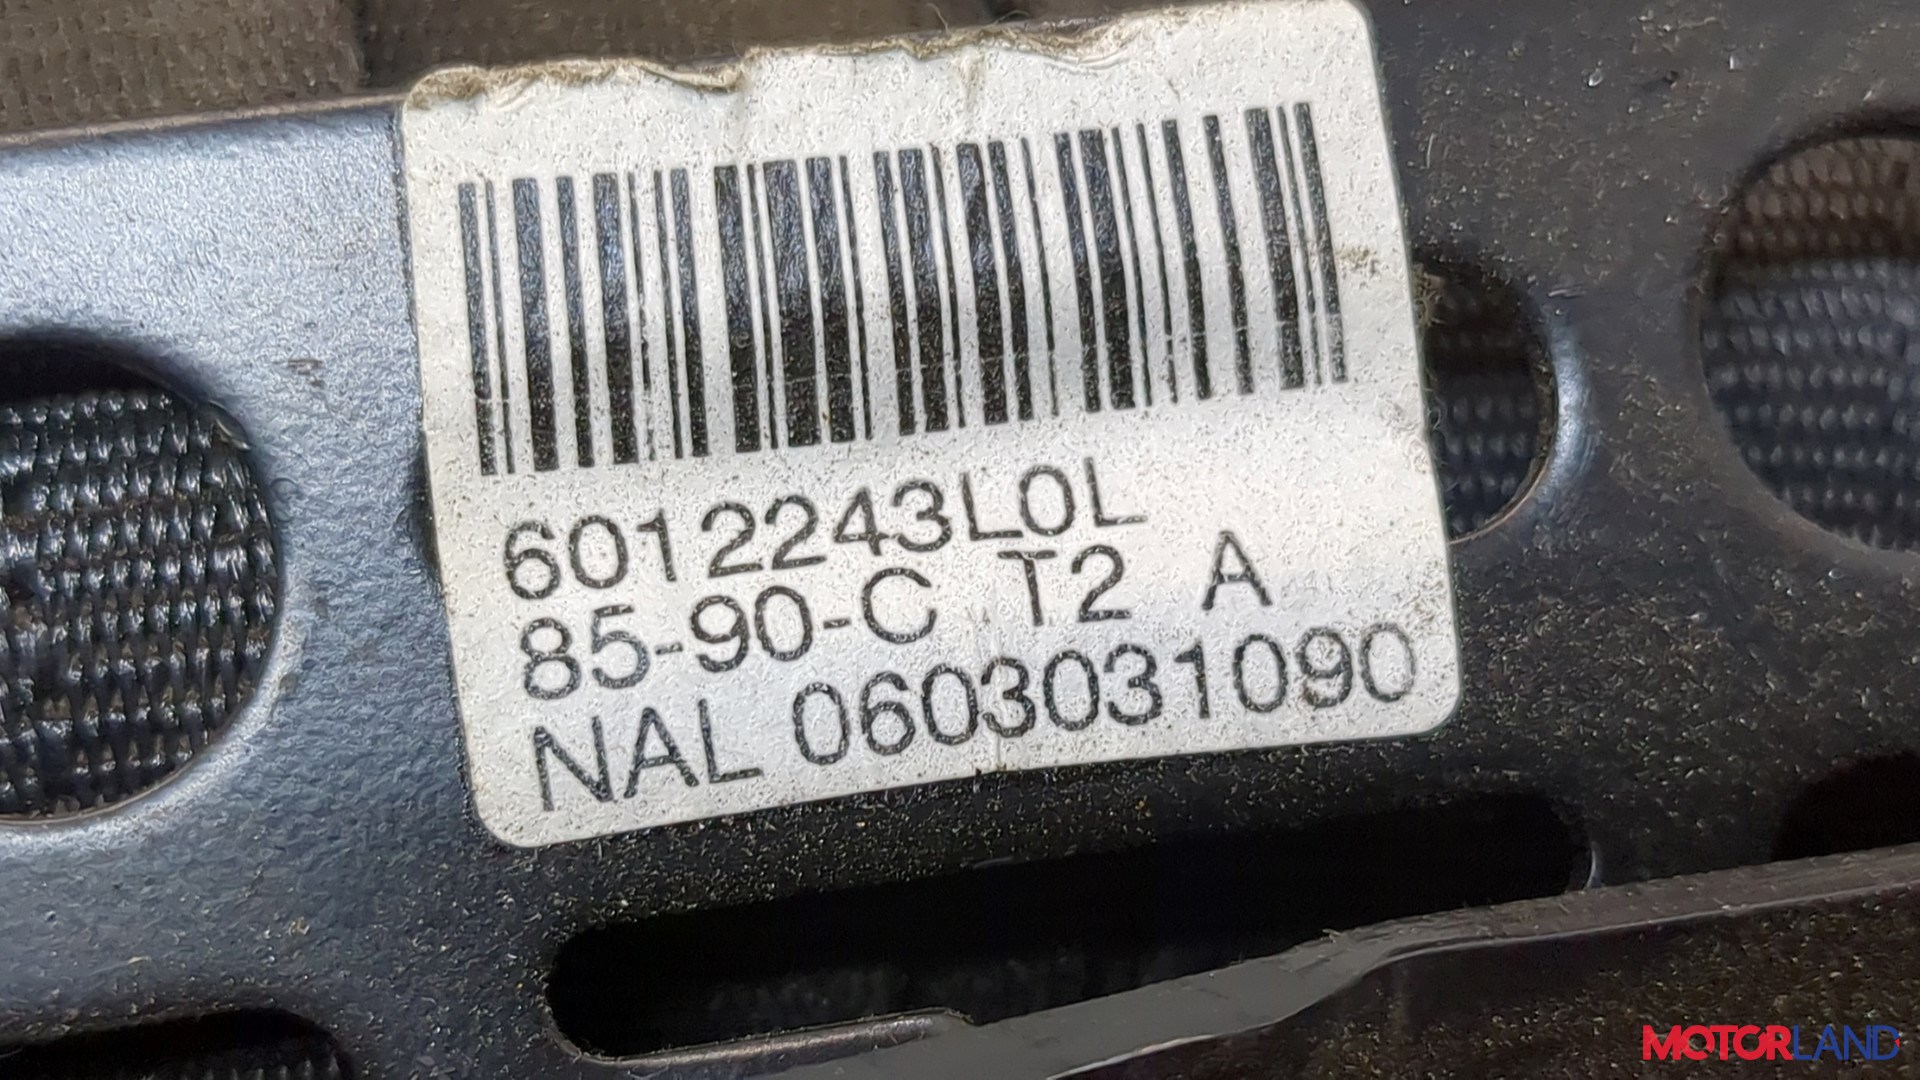 6012243L0L
85-90-C T2 A
NAL 0603031090
MOTORLAND